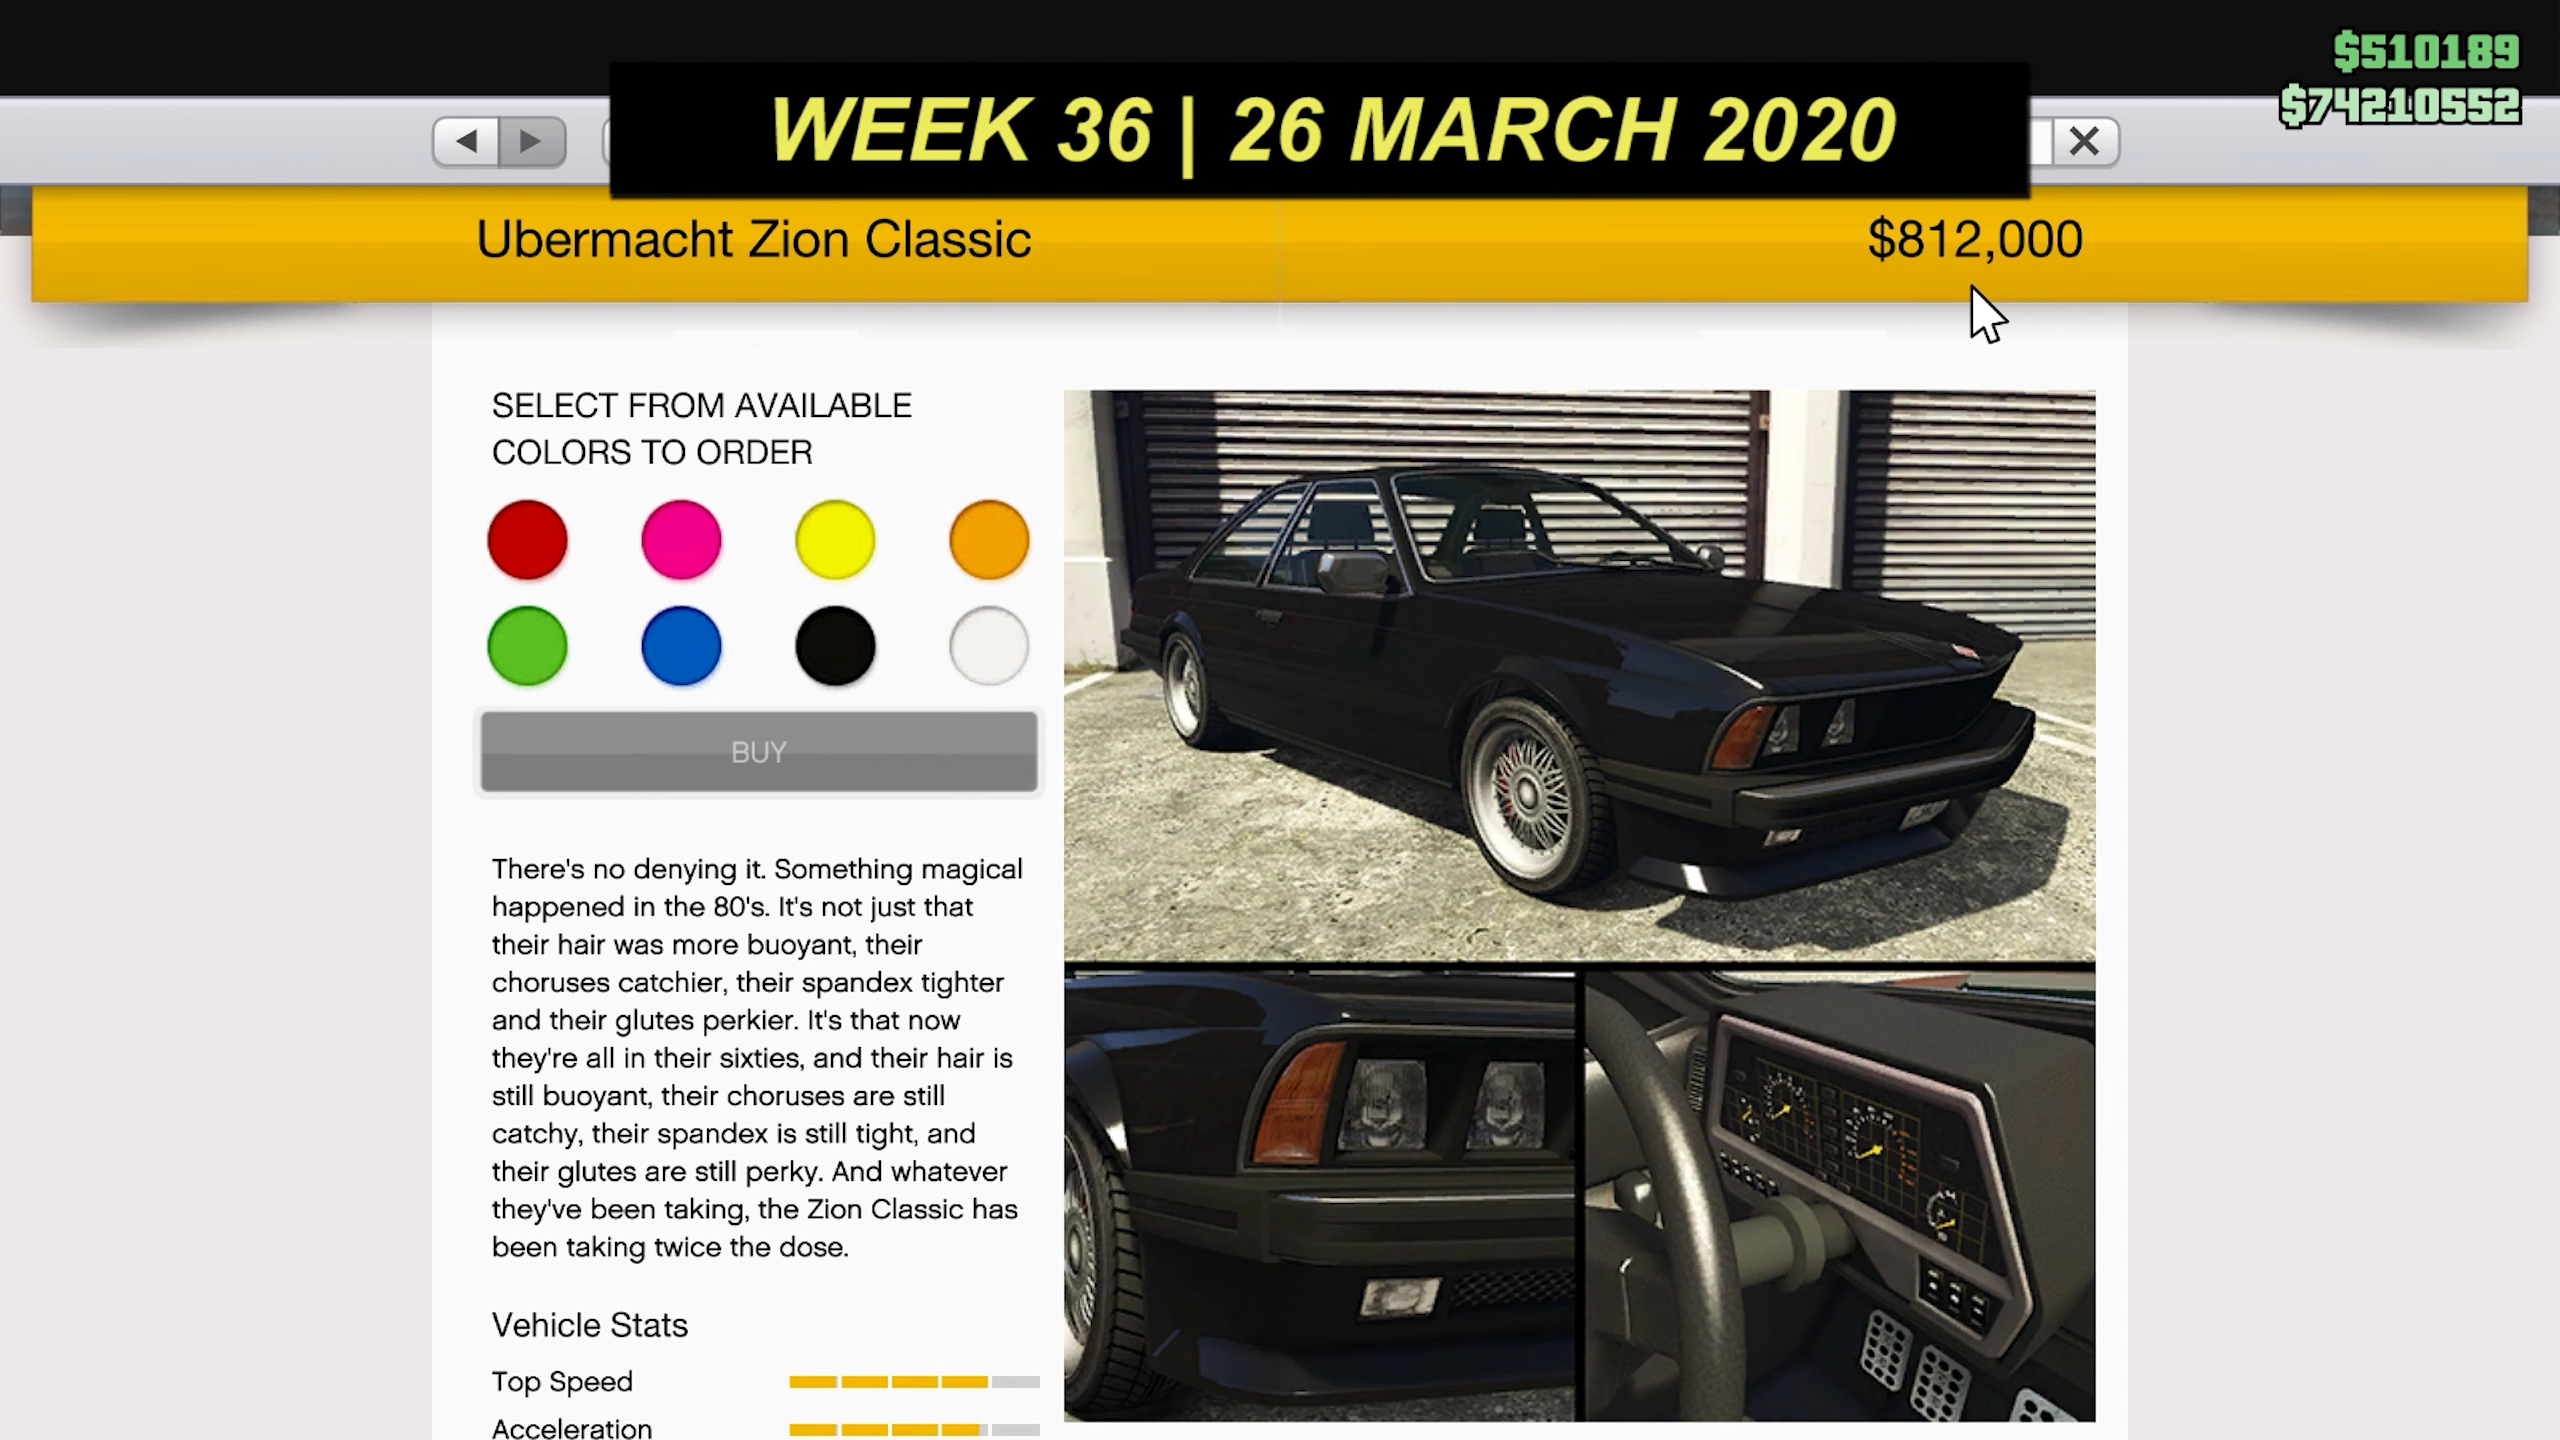 $510189
WEEK 36 | 26 MARCH 2020
$74210552
Ubermacht Zion Classic
$812,000
SELECT FROM AVAILABLE
COLORS TO ORDER
BUY
There's no denying it. Something magical
happened in the 80's. It's not just that
their hair was more buoyant, their
choruses catchier, their spandex tighter
and their glutes perkier. It's that now
they're all in their sixties, and their hair is
still buoyant, their choruses are still
catchy, their spandex is still tight, and
their glutes are still perky. And whatever
they've been taking, the Zion Classic has
been taking twice the dose.
Vehicle Stats
Top Speed
Acceleration